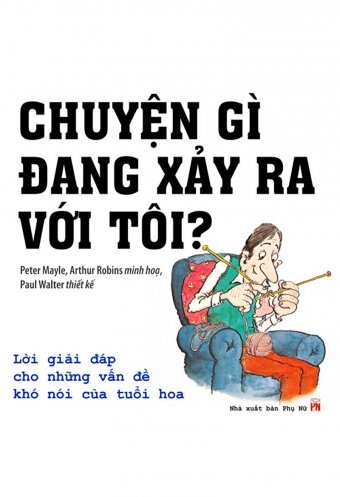 CHUYỆN GÌ
ĐANG XẢY RA
VỚI TÔI?
Peter Mayle, Arthur Robins minh hoạ,
Paul Walter thiết kế
Lời giải đáp
cho những vấn đề
khó nói của tuổi hoa
Nhà xuất bản Phụ Nữ
PN